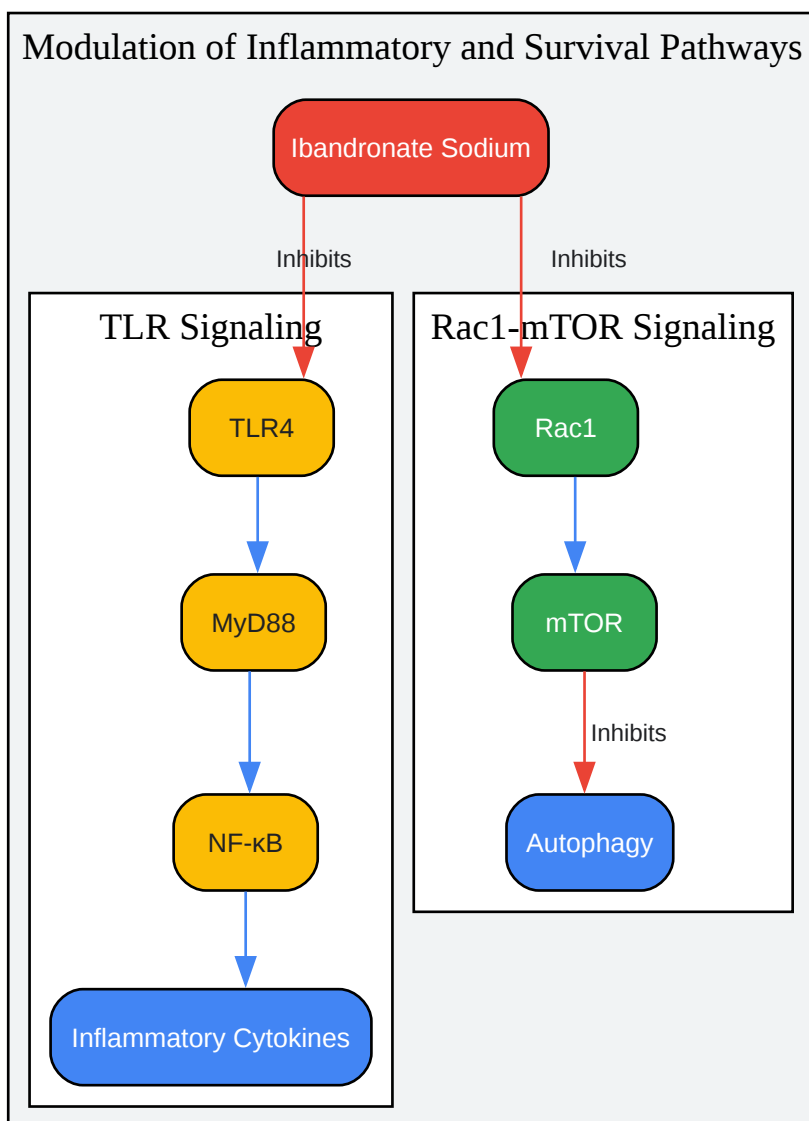 Modulation of Inflammatory and Survival Pathways
Ibandronate Sodium
Inhibits
Inhibits
TLR Signaling
TLR4
MyD88
NF-κB
Inflammatory Cytokines
Rac1-mTOR Signaling
Rac1
mTOR
Inhibits
Autophagy